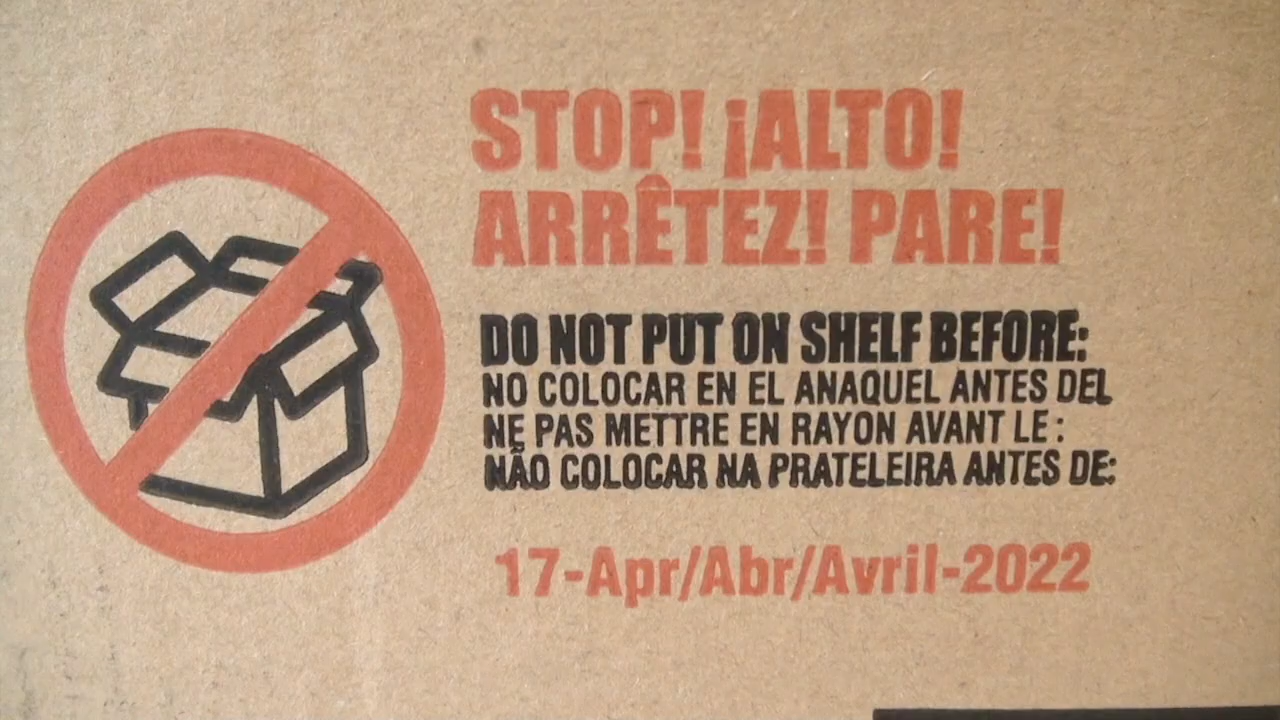 STOP! ¡ALTO!
ARRÊTEZ! PARE!
DO NOT PUT ON SHELF BEFORE:
NO COLOCAR EN EL ANAQUEL ANTES DEL
NE PAS METTRE EN RAYON AVANT LE :
NÃO COLOCAR NA PRATELEIRA ANTES DE:
17-Apr/Abr/Avril-2022